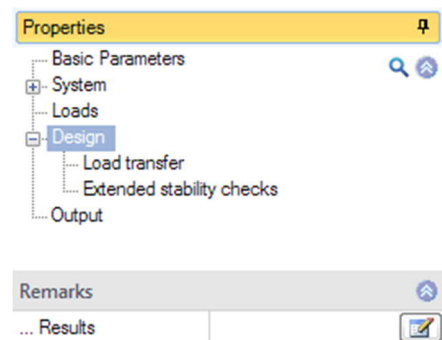 Properties
Basic Parameters
System
Loads
Design
Load transfer
Extended stability checks
Output
Remarks
... Results